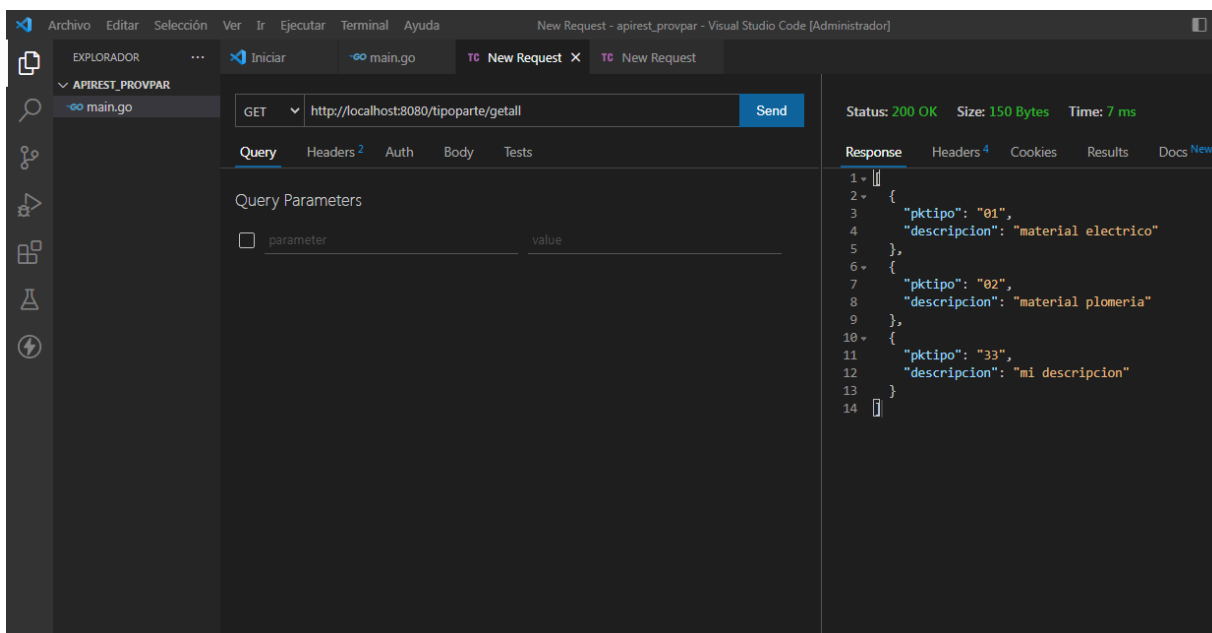 Archivo Editar Selección Ver Ir Ejecutar Terminal Ayuda New Request - apirest_provpar - Visual Studio Code [Administrador]
EXPLORADOR ... Iniciar GO main.go TC New Request × TC New Request
APIREST_PROVPAR
GO main.go
GET http://localhost:8080/tipoparte/getall Send
Status: 200 OK Size: 150 Bytes Time: 7 ms
Query Headers 2 Auth Body Tests
Response Headers 4 Cookies Results Docs New
Query Parameters
parameter value
1 [
2 {
3 "pktipo": "01",
4 "descripcion": "material electrico"
5 },
6 {
7 "pktipo": "02",
8 "descripcion": "material plomeria"
9 },
10 {
11 "pktipo": "33",
12 "descripcion": "mi descripcion"
13 }
14 ]